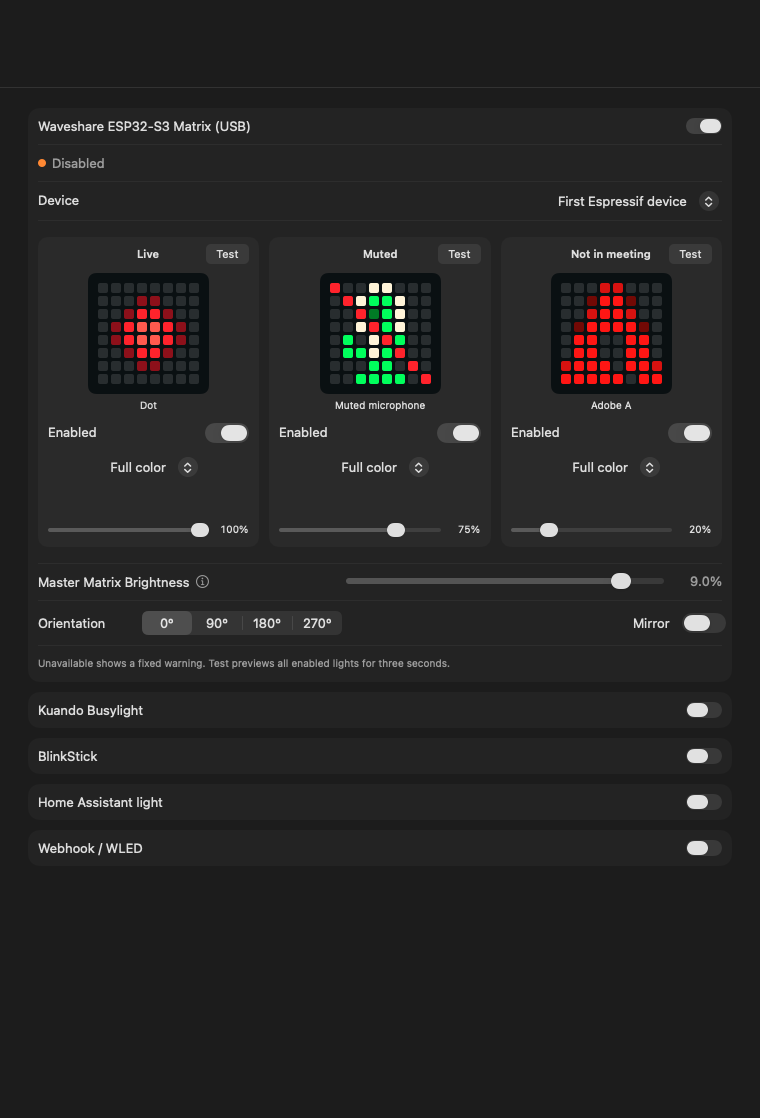 Waveshare ESP32-S3 Matrix (USB)
Disabled
Device First Espressif device
Live Test Muted Test Not in meeting Test
Dot Muted microphone Adobe A
Enabled Enabled Enabled
Full color Full color Full color
100% 75% 20%
Master Matrix Brightness 9.0%
Orientation 0° 90° 180° 270° Mirror
Unavailable shows a fixed warning. Test previews all enabled lights for three seconds.
Kuando Busylight
BlinkStick
Home Assistant light
Webhook / WLED